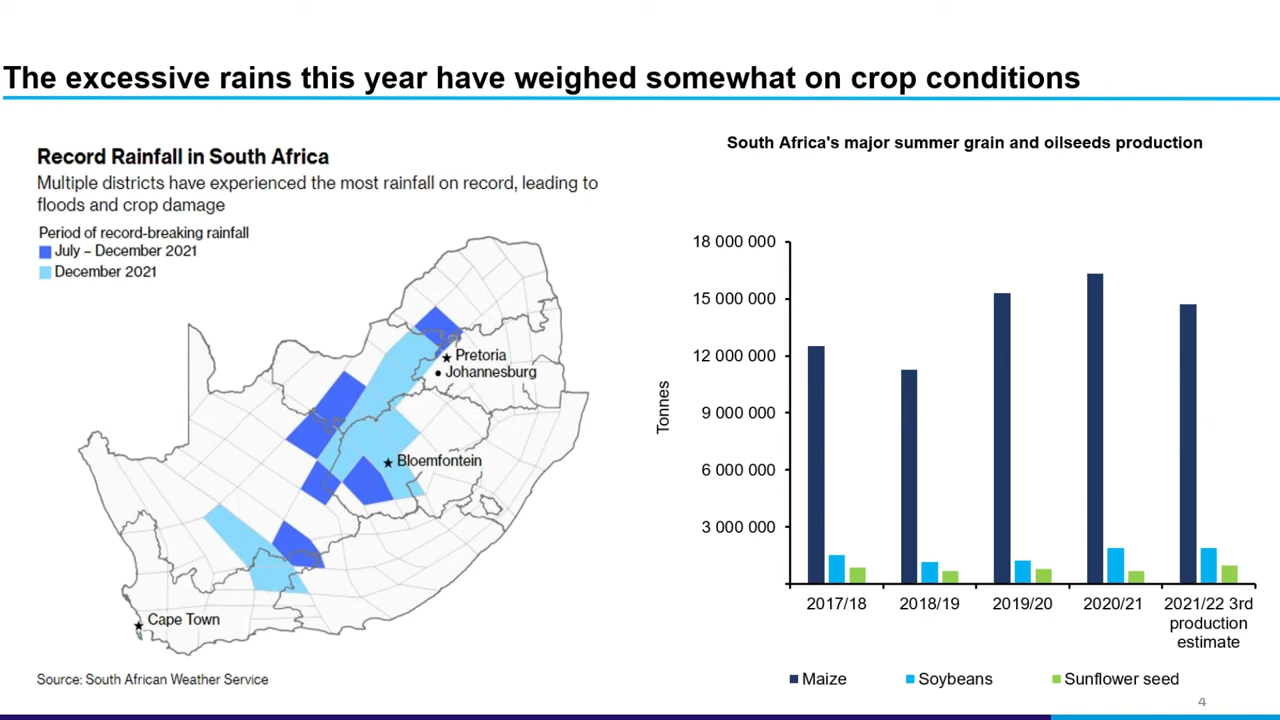 The excessive rains this year have weighed somewhat on crop conditions
Record Rainfall in South Africa
Multiple districts have experienced the most rainfall on record, leading to
floods and crop damage
Period of record-breaking rainfall
July – December 2021
December 2021
Pretoria
Johannesburg
Bloemfontein
Cape Town
Source: South African Weather Service
South Africa's major summer grain and oilseeds production
Tonnes
18 000 000
15 000 000
12 000 000
9 000 000
6 000 000
3 000 000
2017/18
2018/19
2019/20
2020/21
2021/22 3rd
production
estimate
Maize
Soybeans
Sunflower seed
4